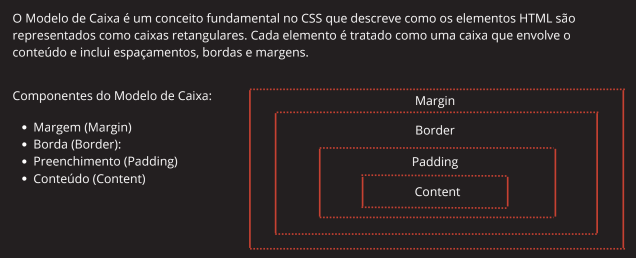 O Modelo de Caixa é um conceito fundamental no CSS que descreve como os elementos HTML são
representados como caixas retangulares. Cada elemento é tratado como uma caixa que envolve o
conteúdo e inclui espaçamentos, bordas e margens.
Componentes do Modelo de Caixa:
• Margem (Margin)
• Borda (Border):
• Preenchimento (Padding)
• Conteúdo (Content)
Margin
Border
Padding
Content